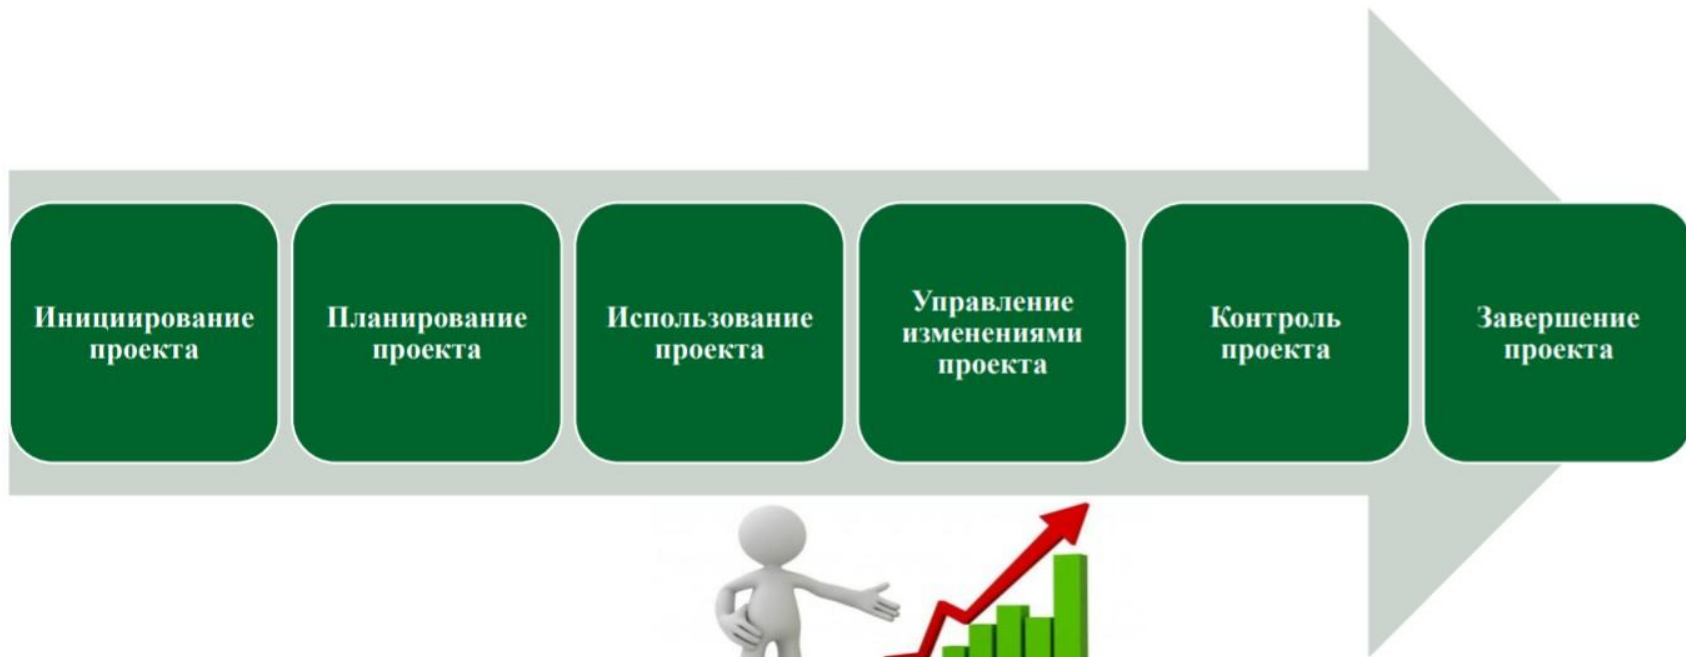 Инициирование
проекта
Планирование
проекта
Использование
проекта
Управление
изменениями
проекта
Контроль
проекта
Завершение
проекта